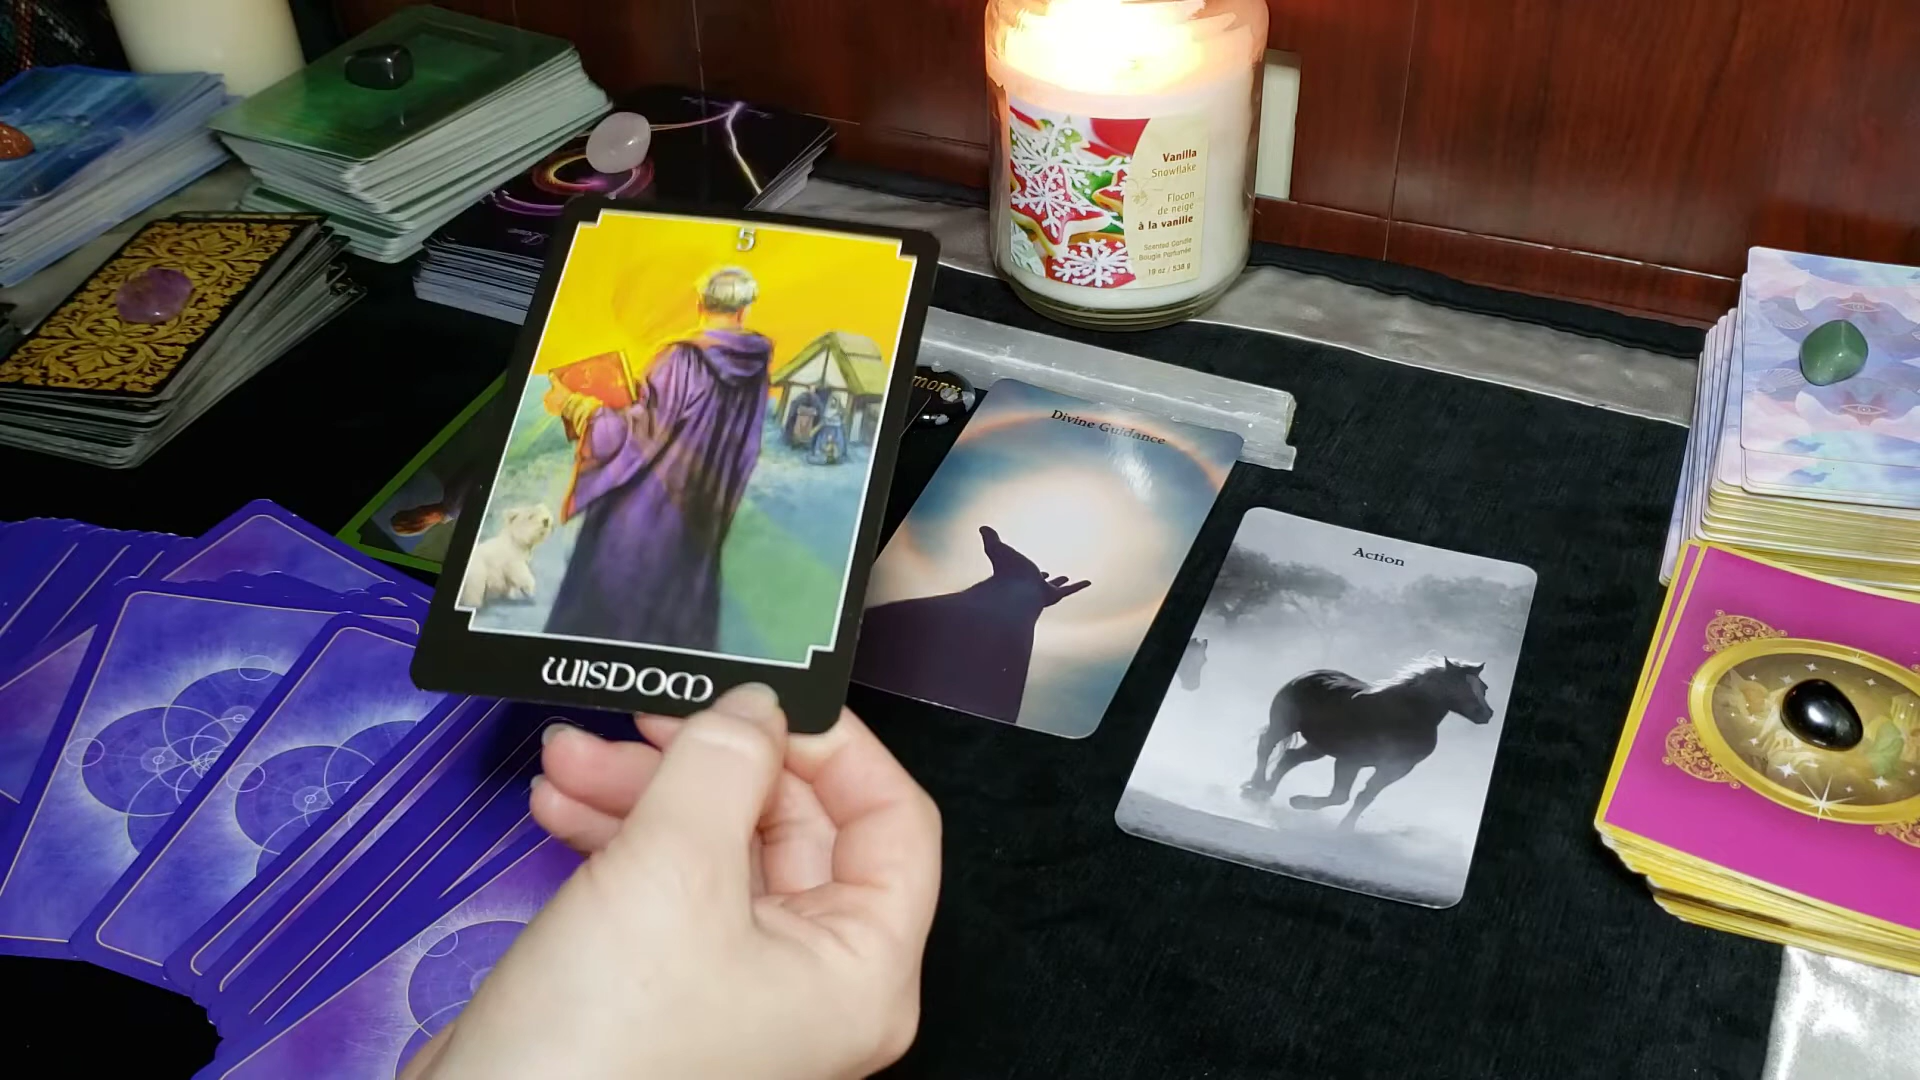 5
WISDOM
Divine Guidance
Action
Vanilla
Snowflake
Flocon
de neige
à la vanille
Scented Candle
Bougie Parfumée
19 oz / 538 g